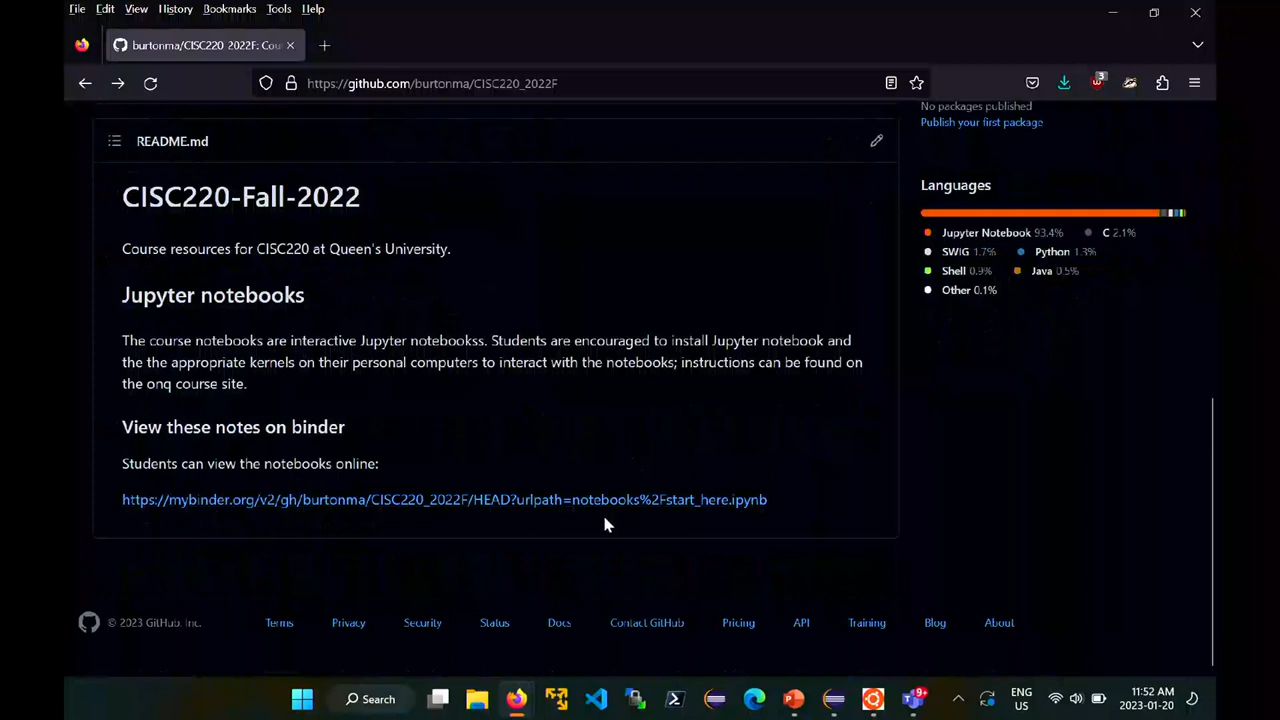 File Edit View History Bookmarks Tools Help
burtonma/CISC220_2022F: Cou
https://github.com/burtonma/CISC220_2022F
3
No packages published
Publish your first package
README.md
Languages
CISC220-Fall-2022
Jupyter Notebook 93.4% C 2.1%
SWIG 1.7% Python 1.3%
Shell 0.9% Java 0.5%
Other 0.1%
Course resources for CISC220 at Queen's University.
Jupyter notebooks
The course notebooks are interactive Jupyter notebookss. Students are encouraged to install Jupyter notebook and
the the appropriate kernels on their personal computers to interact with the notebooks; instructions can be found on
the onq course site.
View these notes on binder
Students can view the notebooks online:
https://mybinder.org/v2/gh/burtonma/CISC220_2022F/HEAD?urlpath=notebooks%2Fstart_here.ipynb
© 2023 GitHub, Inc. Terms Privacy Security Status Docs Contact GitHub Pricing API Training Blog About
Search
9+
ENG
US
11:52 AM
2023-01-20